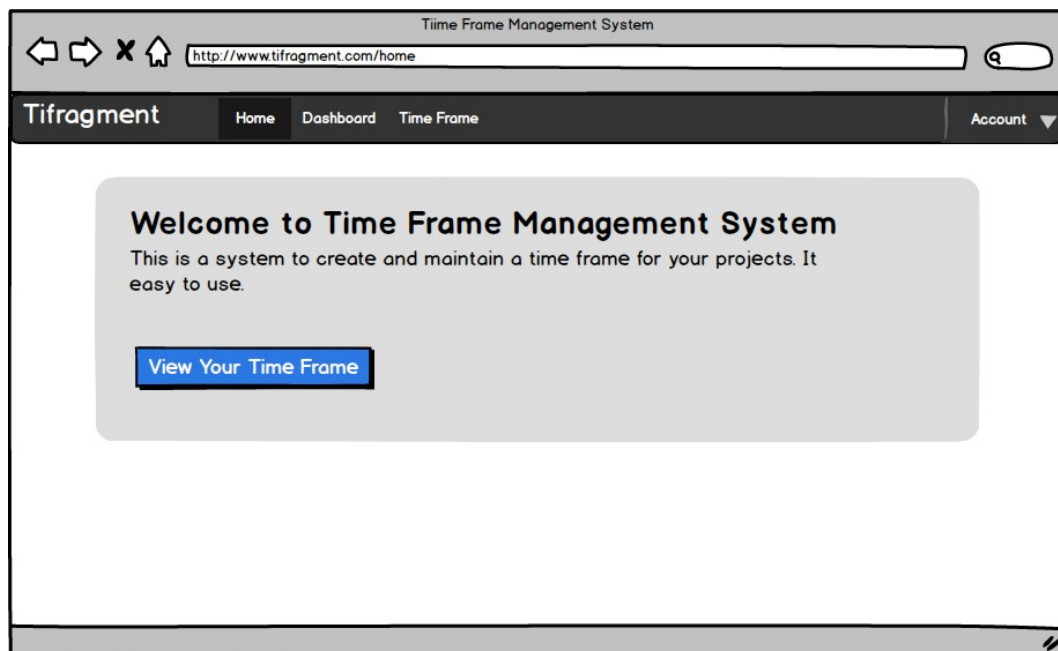 Tiime Frame Management System
http://www.tifragment.com/home
Tifragment Home Dashboard Time Frame Account
Welcome to Time Frame Management System
This is a system to create and maintain a time frame for your projects. It
easy to use.
View Your Time Frame